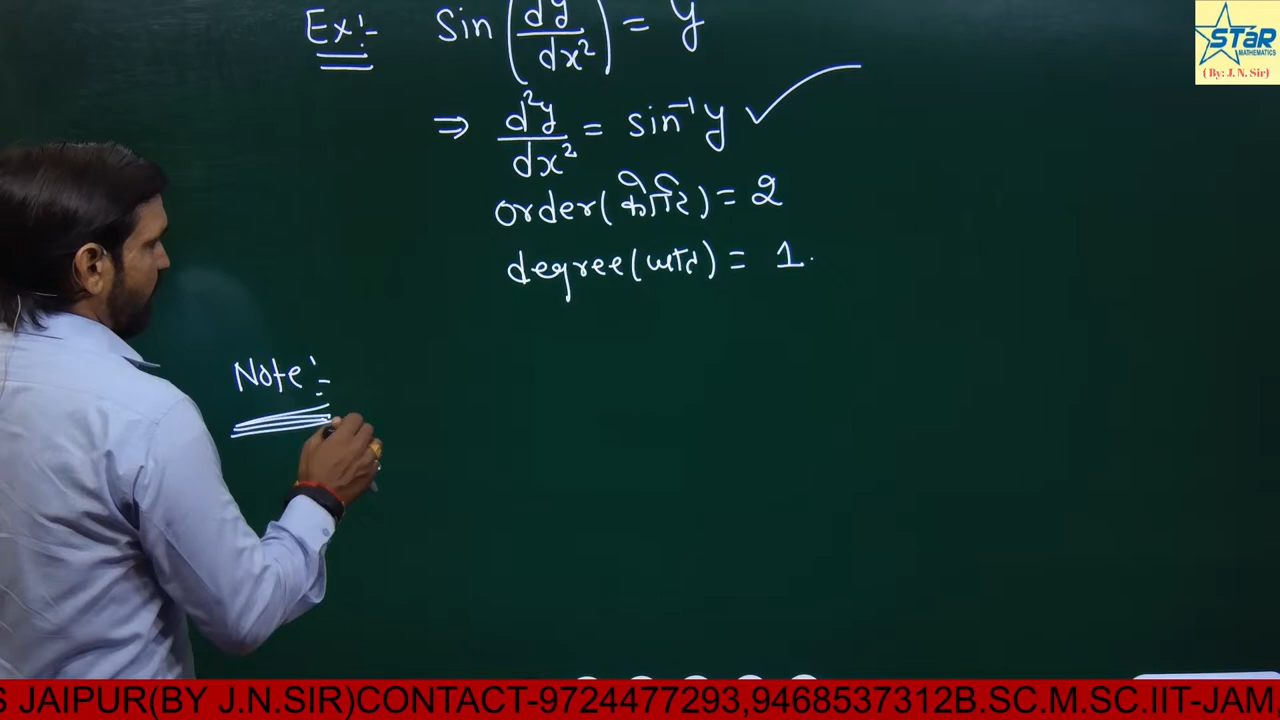 Ex:- Sin(dy/dx²) = y
⇒ d²y/dx² = sin⁻¹y ✓
order(कोटि) = 2
degree(घात) = 1.
Note:-
STaR
MATHEMATICS
( By: J. N. Sir)
S JAIPUR(BY J.N.SIR)CONTACT-9724477293,9468537312B.SC.M.SC.IIT-JAM.